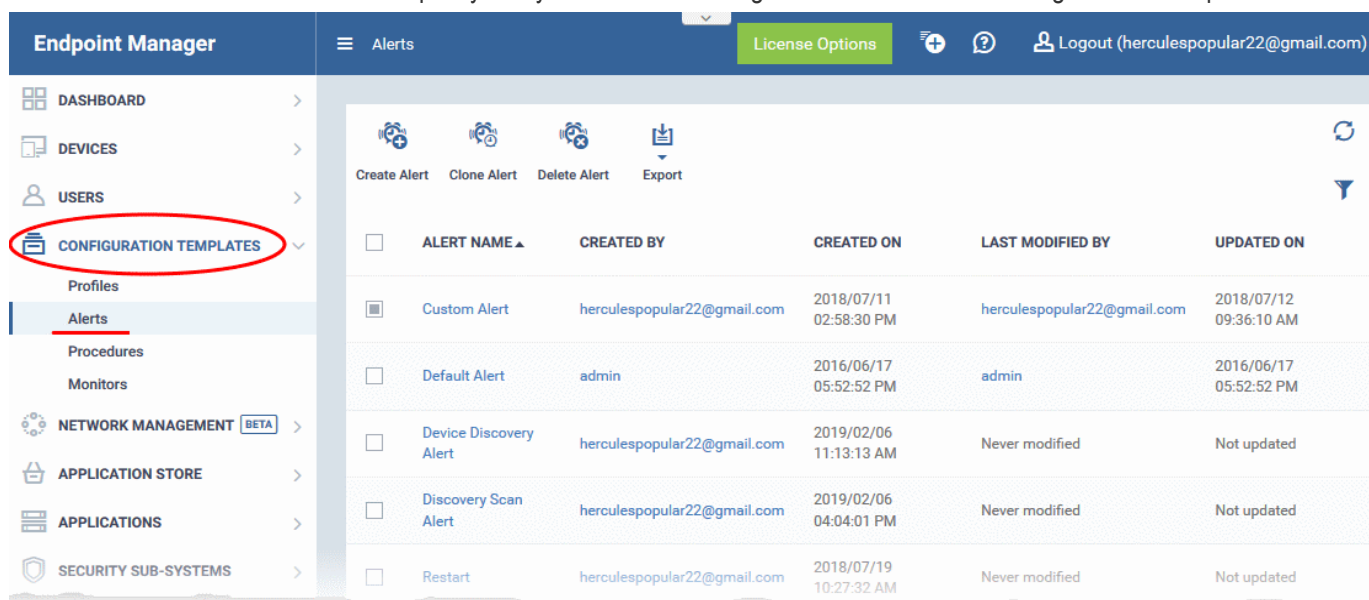 Endpoint Manager
Alerts
License Options
Logout (herculespopular22@gmail.com)
DASHBOARD
DEVICES
USERS
CONFIGURATION TEMPLATES
Profiles
Alerts
Procedures
Monitors
NETWORK MANAGEMENT BETA
APPLICATION STORE
APPLICATIONS
SECURITY SUB-SYSTEMS
Create Alert
Clone Alert
Delete Alert
Export
ALERT NAME CREATED BY CREATED ON LAST MODIFIED BY UPDATED ON
Custom Alert herculespopular22@gmail.com 2018/07/11 02:58:30 PM herculespopular22@gmail.com 2018/07/12 09:36:10 AM
Default Alert admin 2016/06/17 05:52:52 PM admin 2016/06/17 05:52:52 PM
Device Discovery Alert herculespopular22@gmail.com 2019/02/06 11:13:13 AM Never modified Not updated
Discovery Scan Alert herculespopular22@gmail.com 2019/02/06 04:04:01 PM Never modified Not updated
Restart herculespopular22@gmail.com 2018/07/19 10:27:32 AM Never modified Not updated